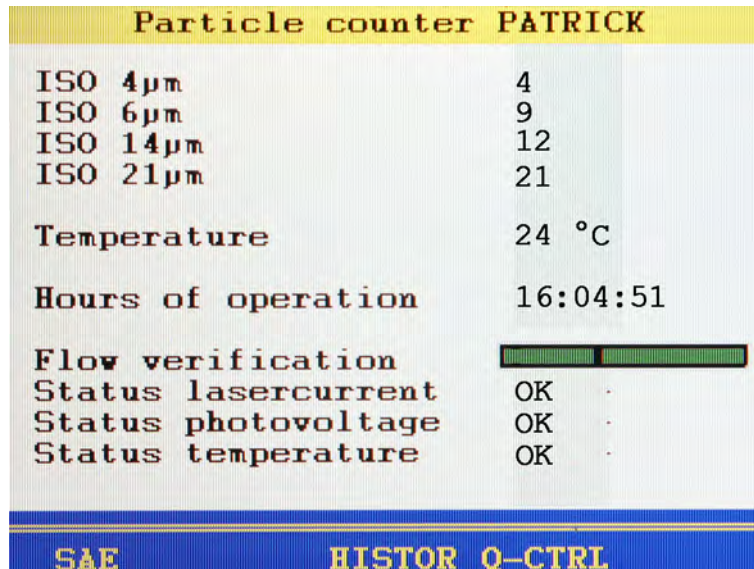 Particle counter PATRICK
ISO 4µm 4
ISO 6µm 9
ISO 14µm 12
ISO 21µm 21
Temperature 24 °C
Hours of operation 16:04:51
Flow verification
Status lasercurrent OK
Status photovoltage OK
Status temperature OK
SAE HISTOR Q-CTRL